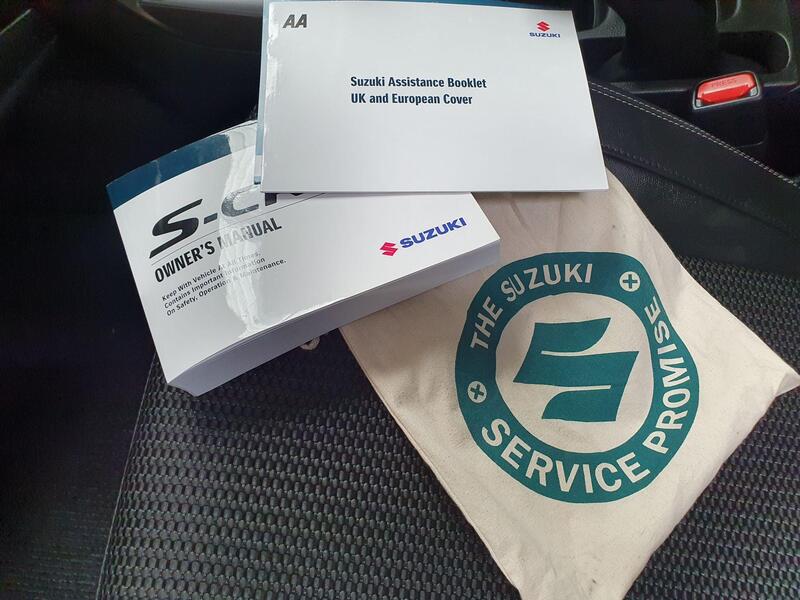 AA
SUZUKI
Suzuki Assistance Booklet
UK and European Cover
OWNER'S MANUAL
SUZUKI
Keep With Vehicle At All Times.
Contains Important Information
On Safety, Operation & Maintenance.
THE SUZUKI
SERVICE PROMISE
PRESS